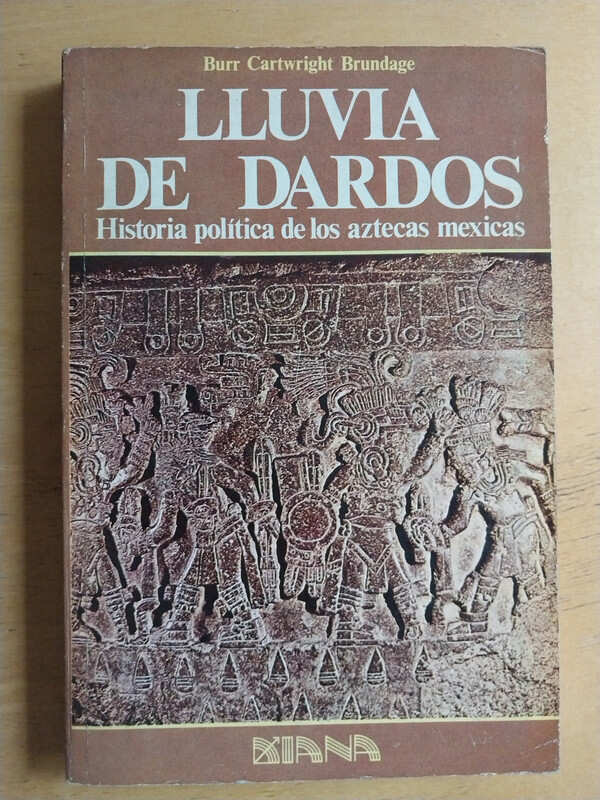 Burr Cartwright Brundage
LLUVIA
DE DARDOS
Historia política de los aztecas mexicas
DIANA